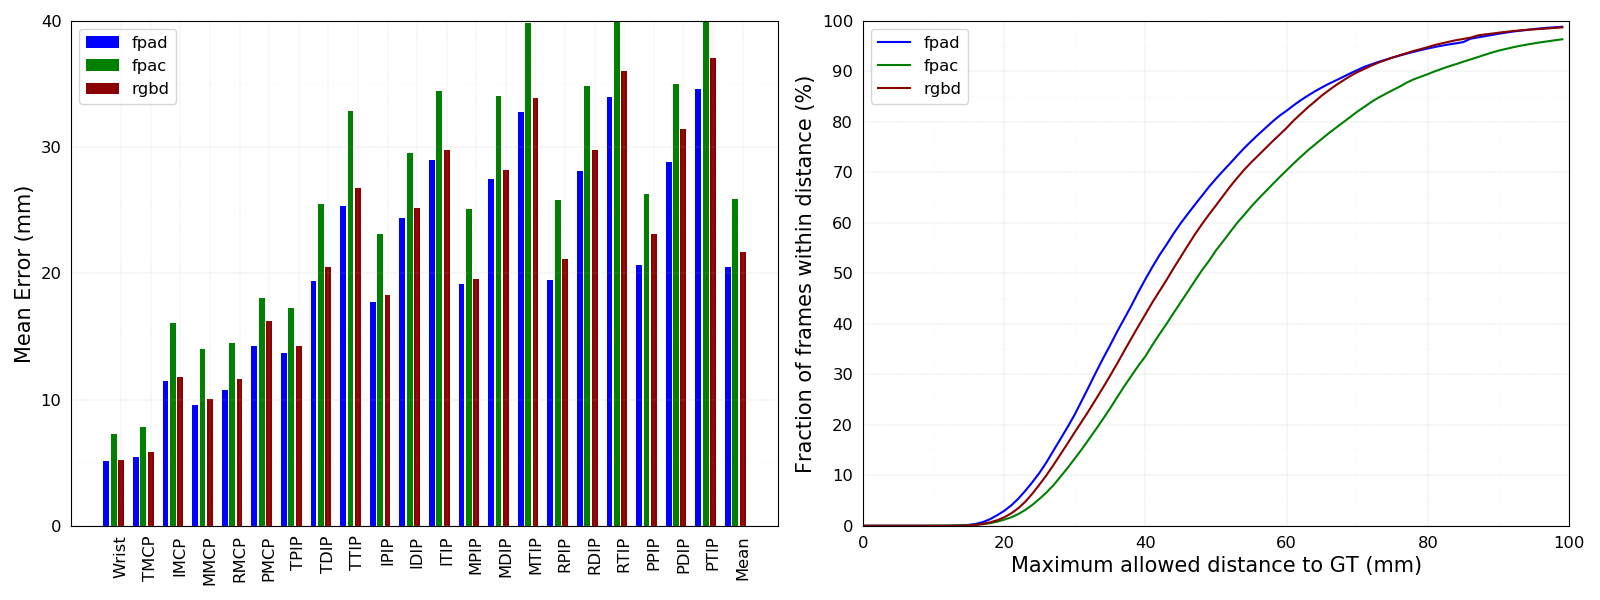 40
30
20
10
0
Mean Error (mm)
fpad
fpac
rgbd
Wrist
TMCP
IMCP
MMCP
RMCP
PMCP
TPIP
TDIP
TTIP
IPIP
IDIP
ITIP
MPIP
MDIP
MTIP
RPIP
RDIP
RTIP
PPIP
PDIP
PTIP
Mean
100
90
80
70
60
50
40
30
20
10
0
Fraction of frames within distance (%)
fpad
fpac
rgbd
0
20
40
60
80
100
Maximum allowed distance to GT (mm)